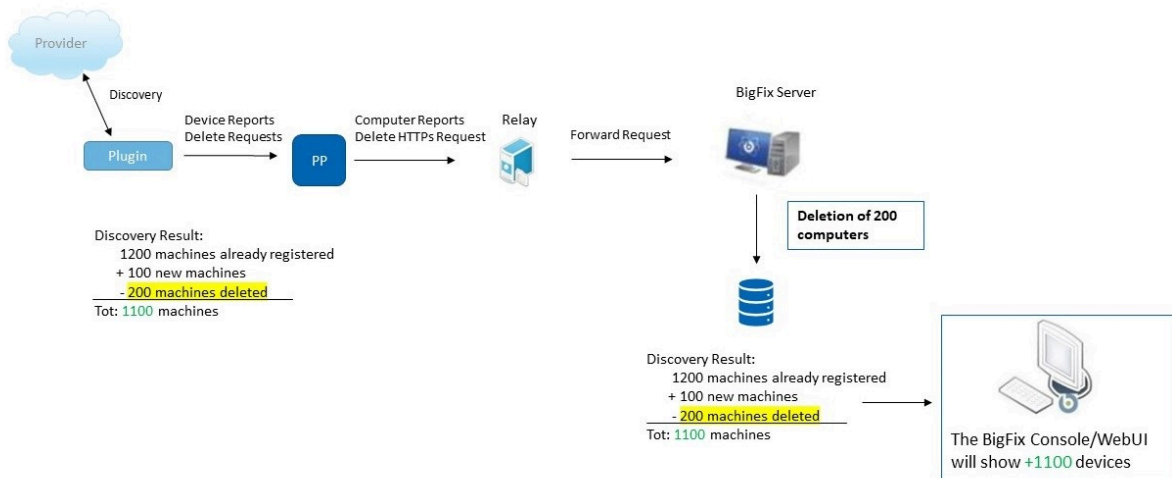 Provider
Discovery
Plugin
Device Reports
Delete Requests
PP
Computer Reports
Delete HTTPs Request
Relay
Forward Request
BigFix Server
Deletion of 200
computers
Discovery Result:
1200 machines already registered
+ 100 new machines
- 200 machines deleted
Tot: 1100 machines
Discovery Result:
1200 machines already registered
+ 100 new machines
- 200 machines deleted
Tot: 1100 machines
The BigFix Console/WebUI
will show +1100 devices